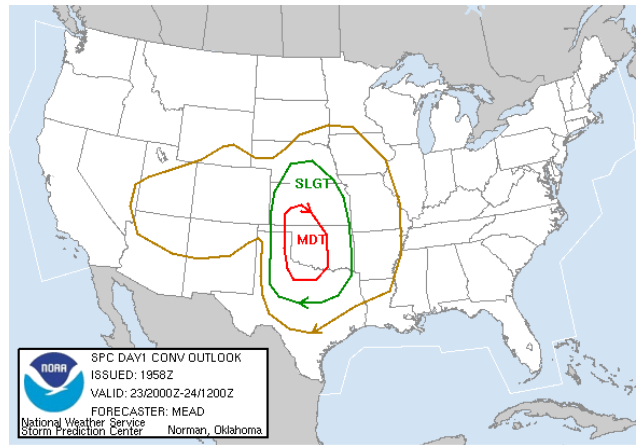 SLGT
MDT
SPC DAY1 CONV OUTLOOK
ISSUED: 1958Z
VALID: 23/2000Z-24/1200Z
FORECASTER: MEAD
National Weather Service
Storm Prediction Center Norman, Oklahoma
NOAA